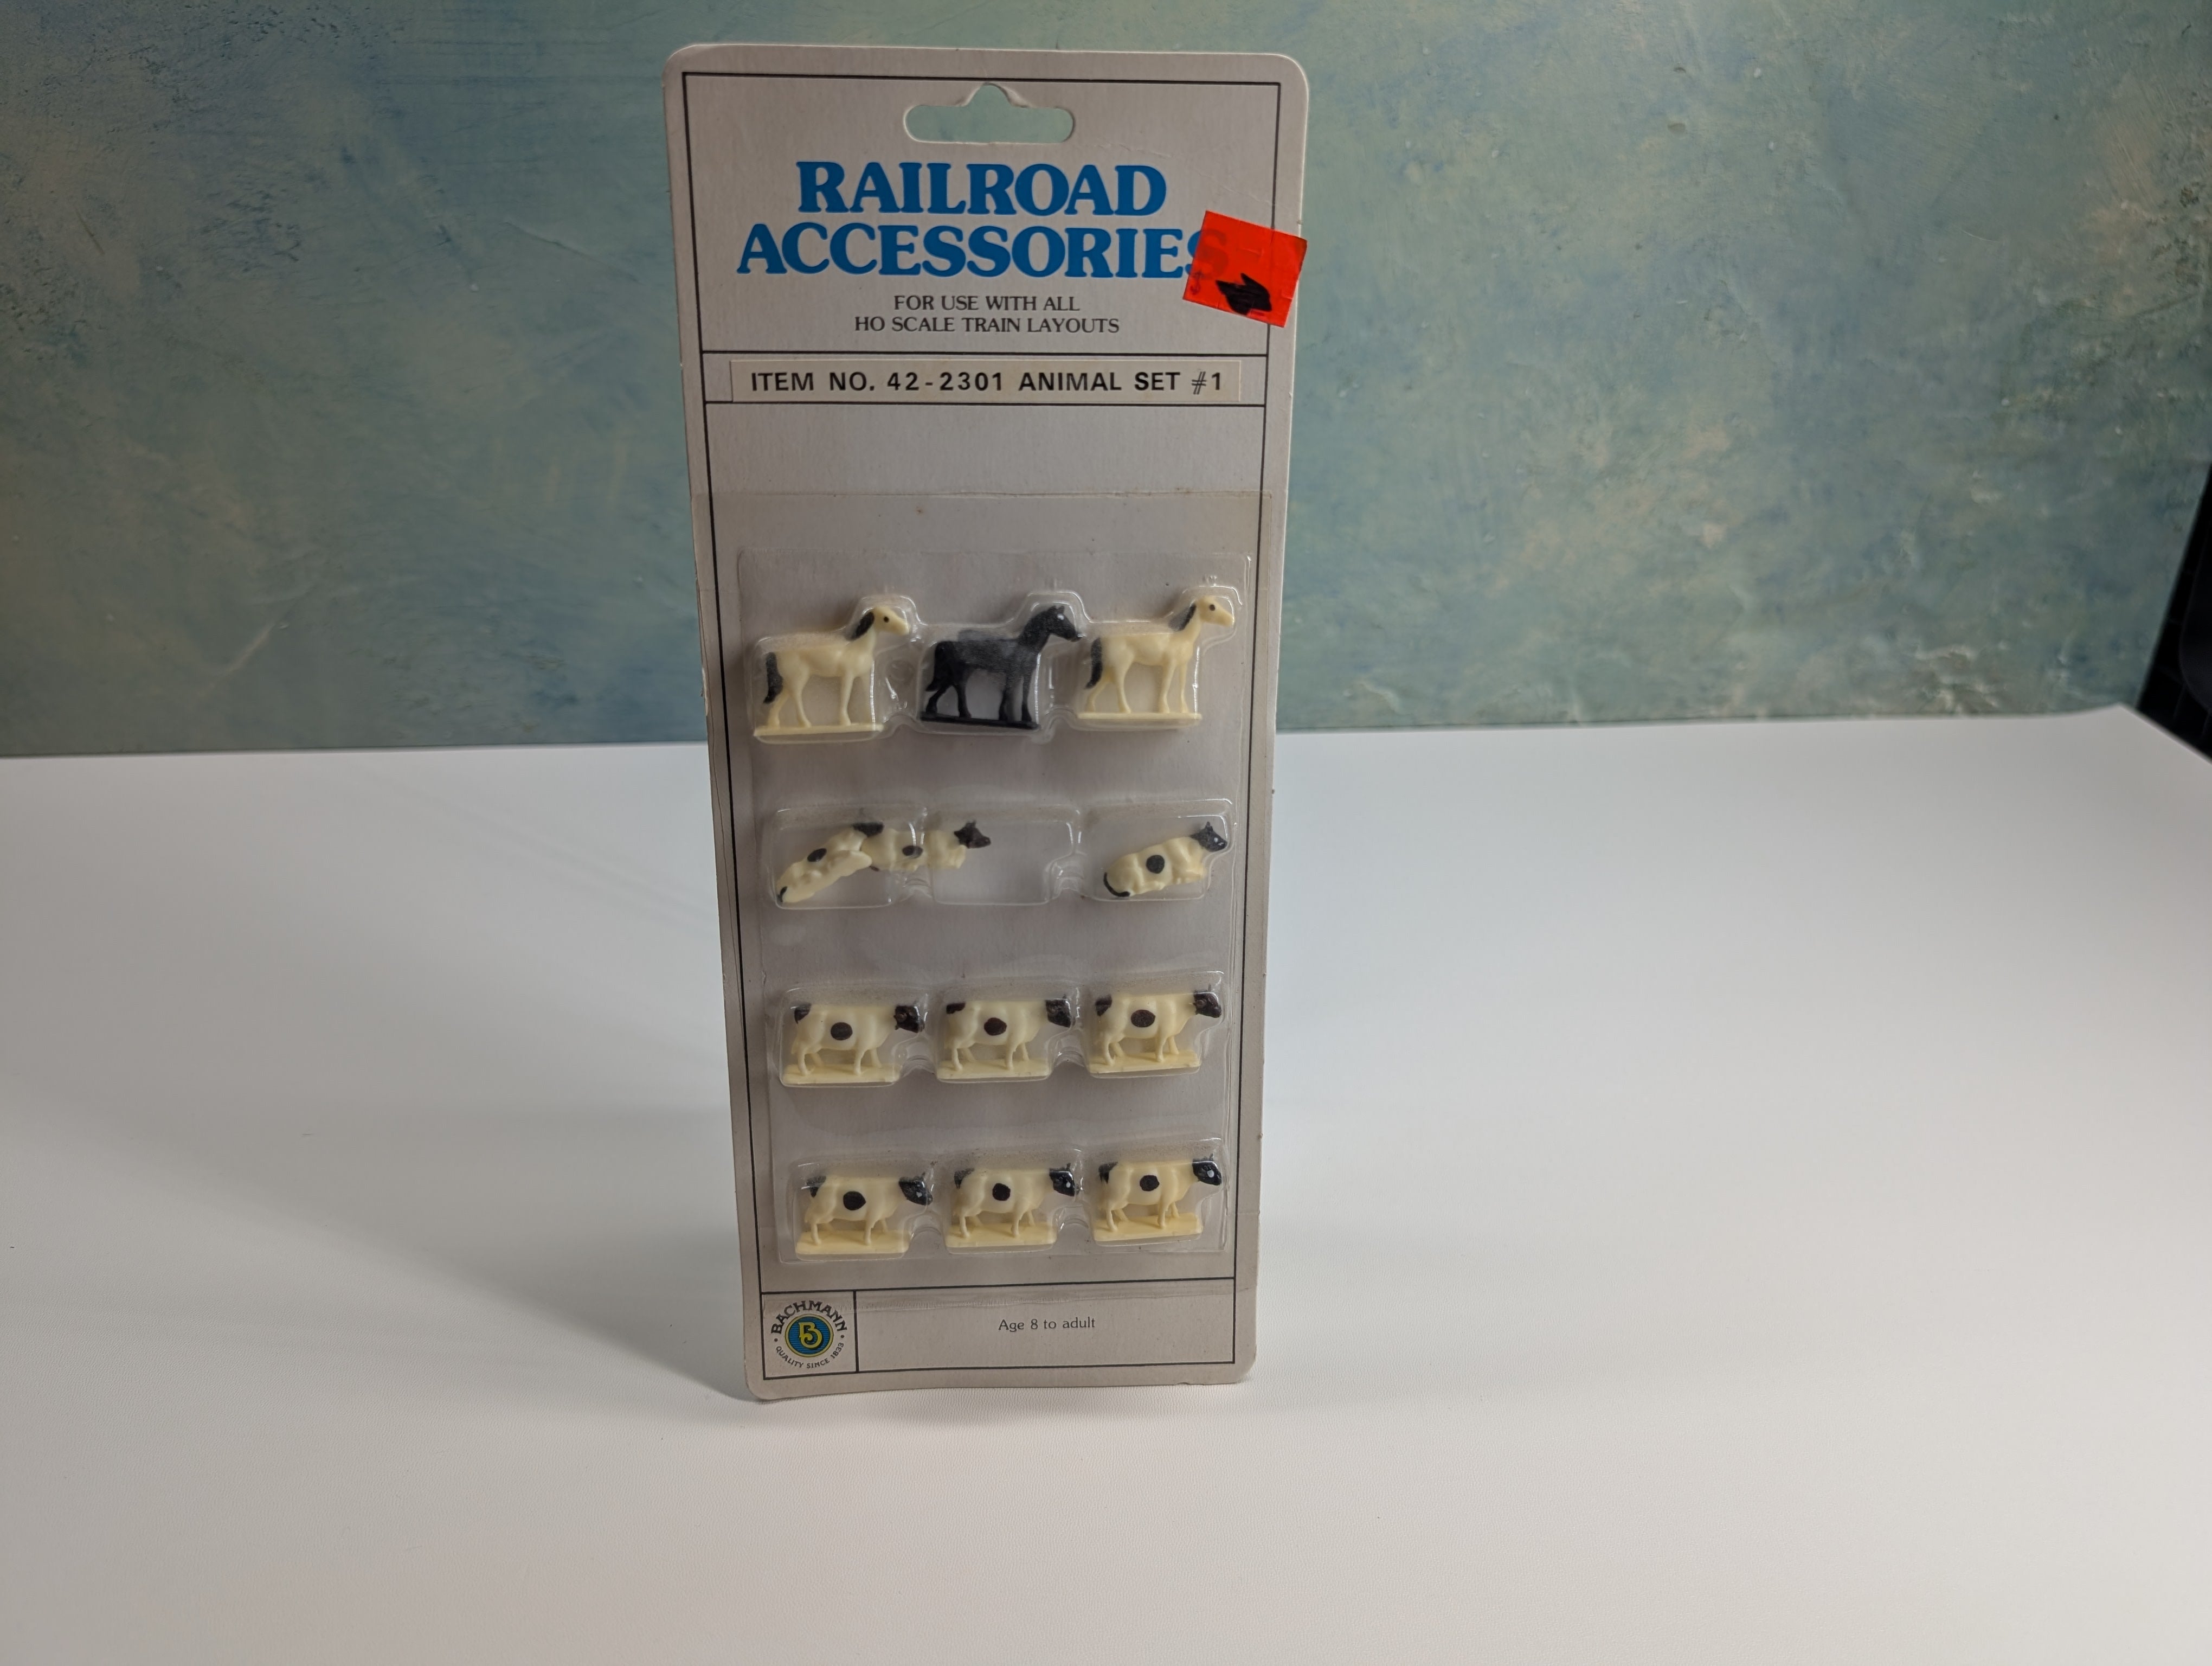 RAILROAD
ACCESSORIES
FOR USE WITH ALL
HO SCALE TRAIN LAYOUTS
ITEM NO. 42-2301 ANIMAL SET #1
BACHMANN
B
QUALITY SINCE 1833
Age 8 to adult